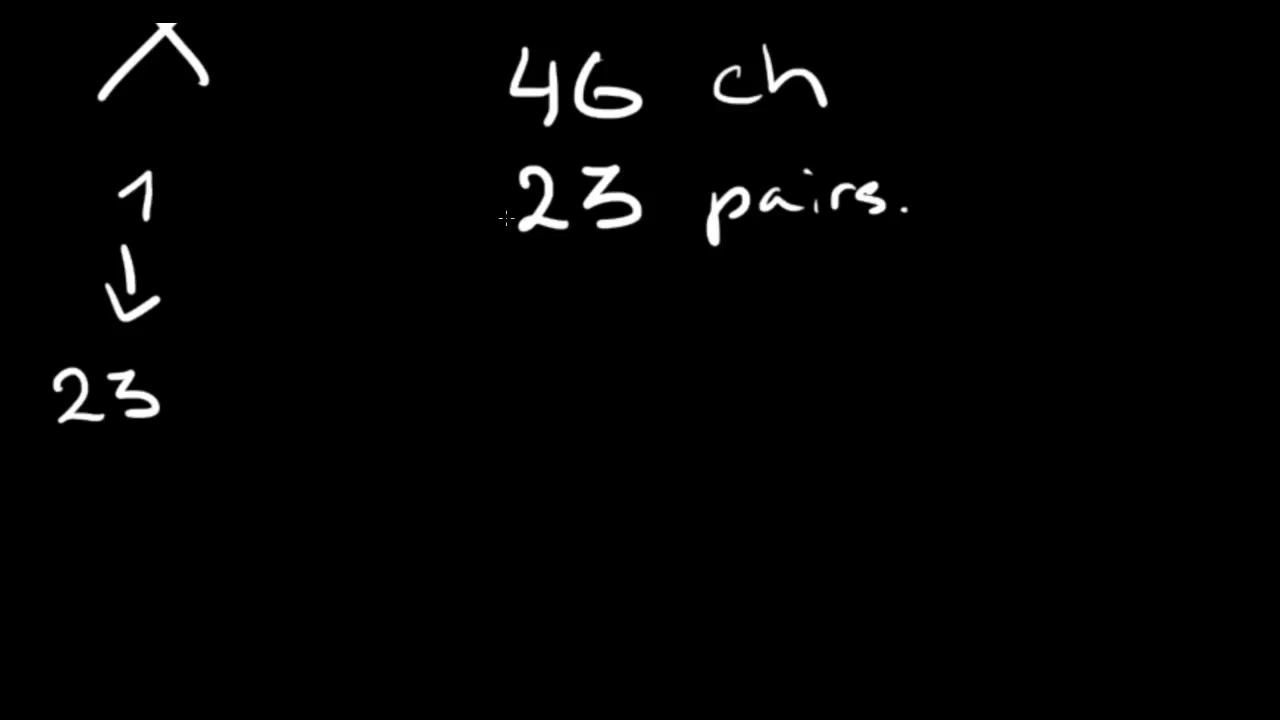 46 ch
23 pairs.
1
↓
23